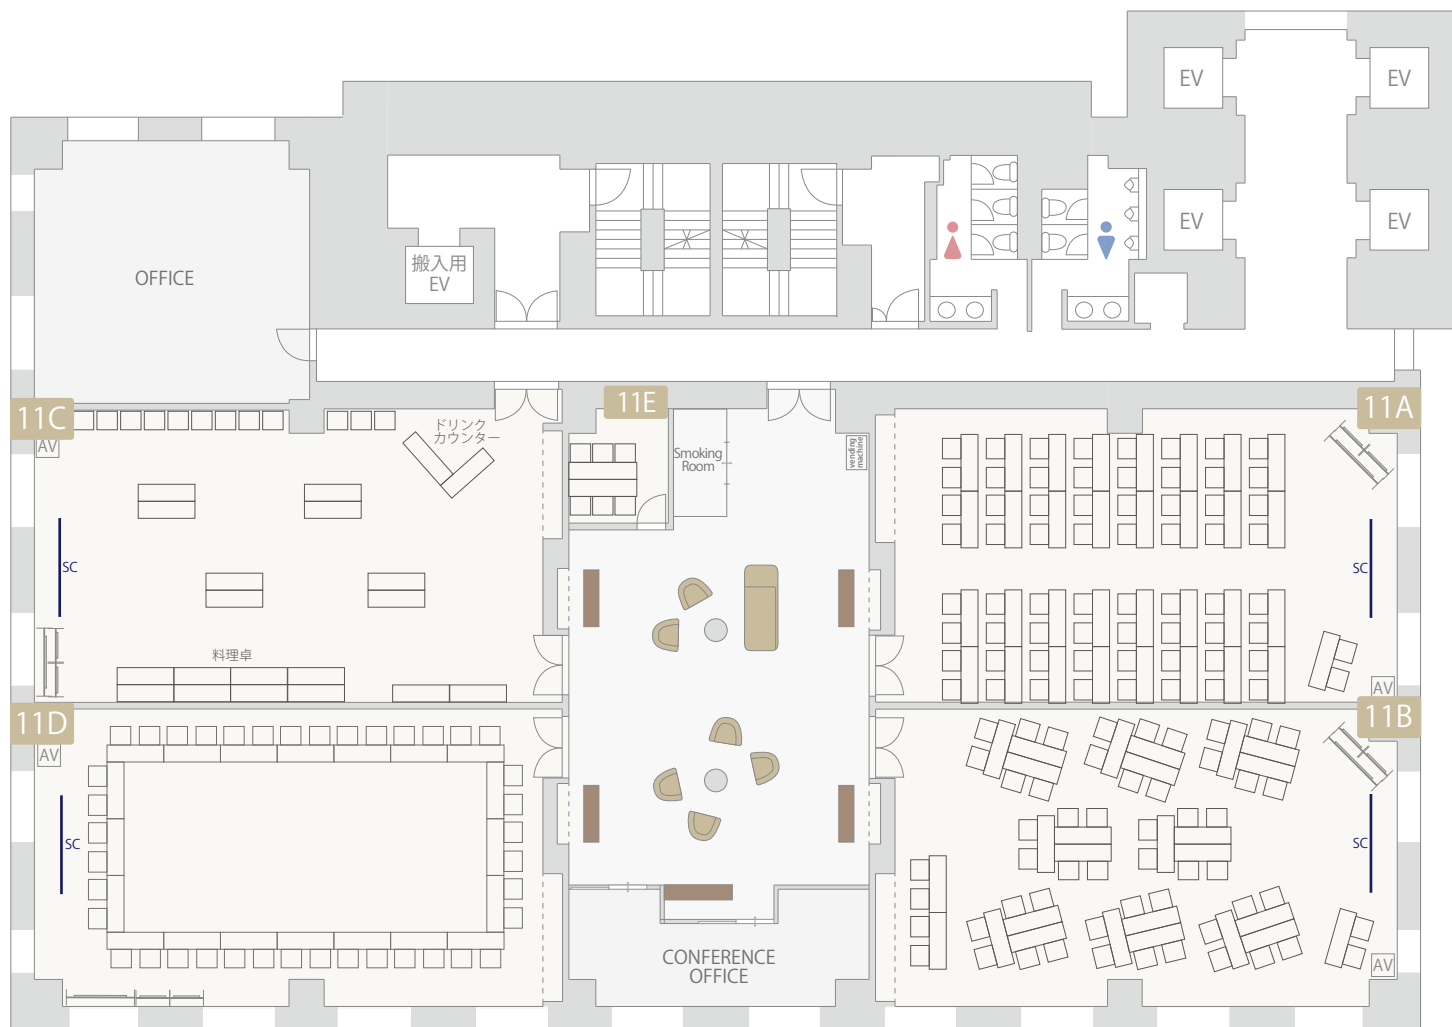 EV
EV
EV
EV
搬入用
EV
OFFICE
11C
11E
11A
AV
ドリンク
カウンター
Smoking
Room
vending
machine
SC
SC
料理卓
AV
11D
11B
AV
SC
SC
CONFERENCE
OFFICE
AV